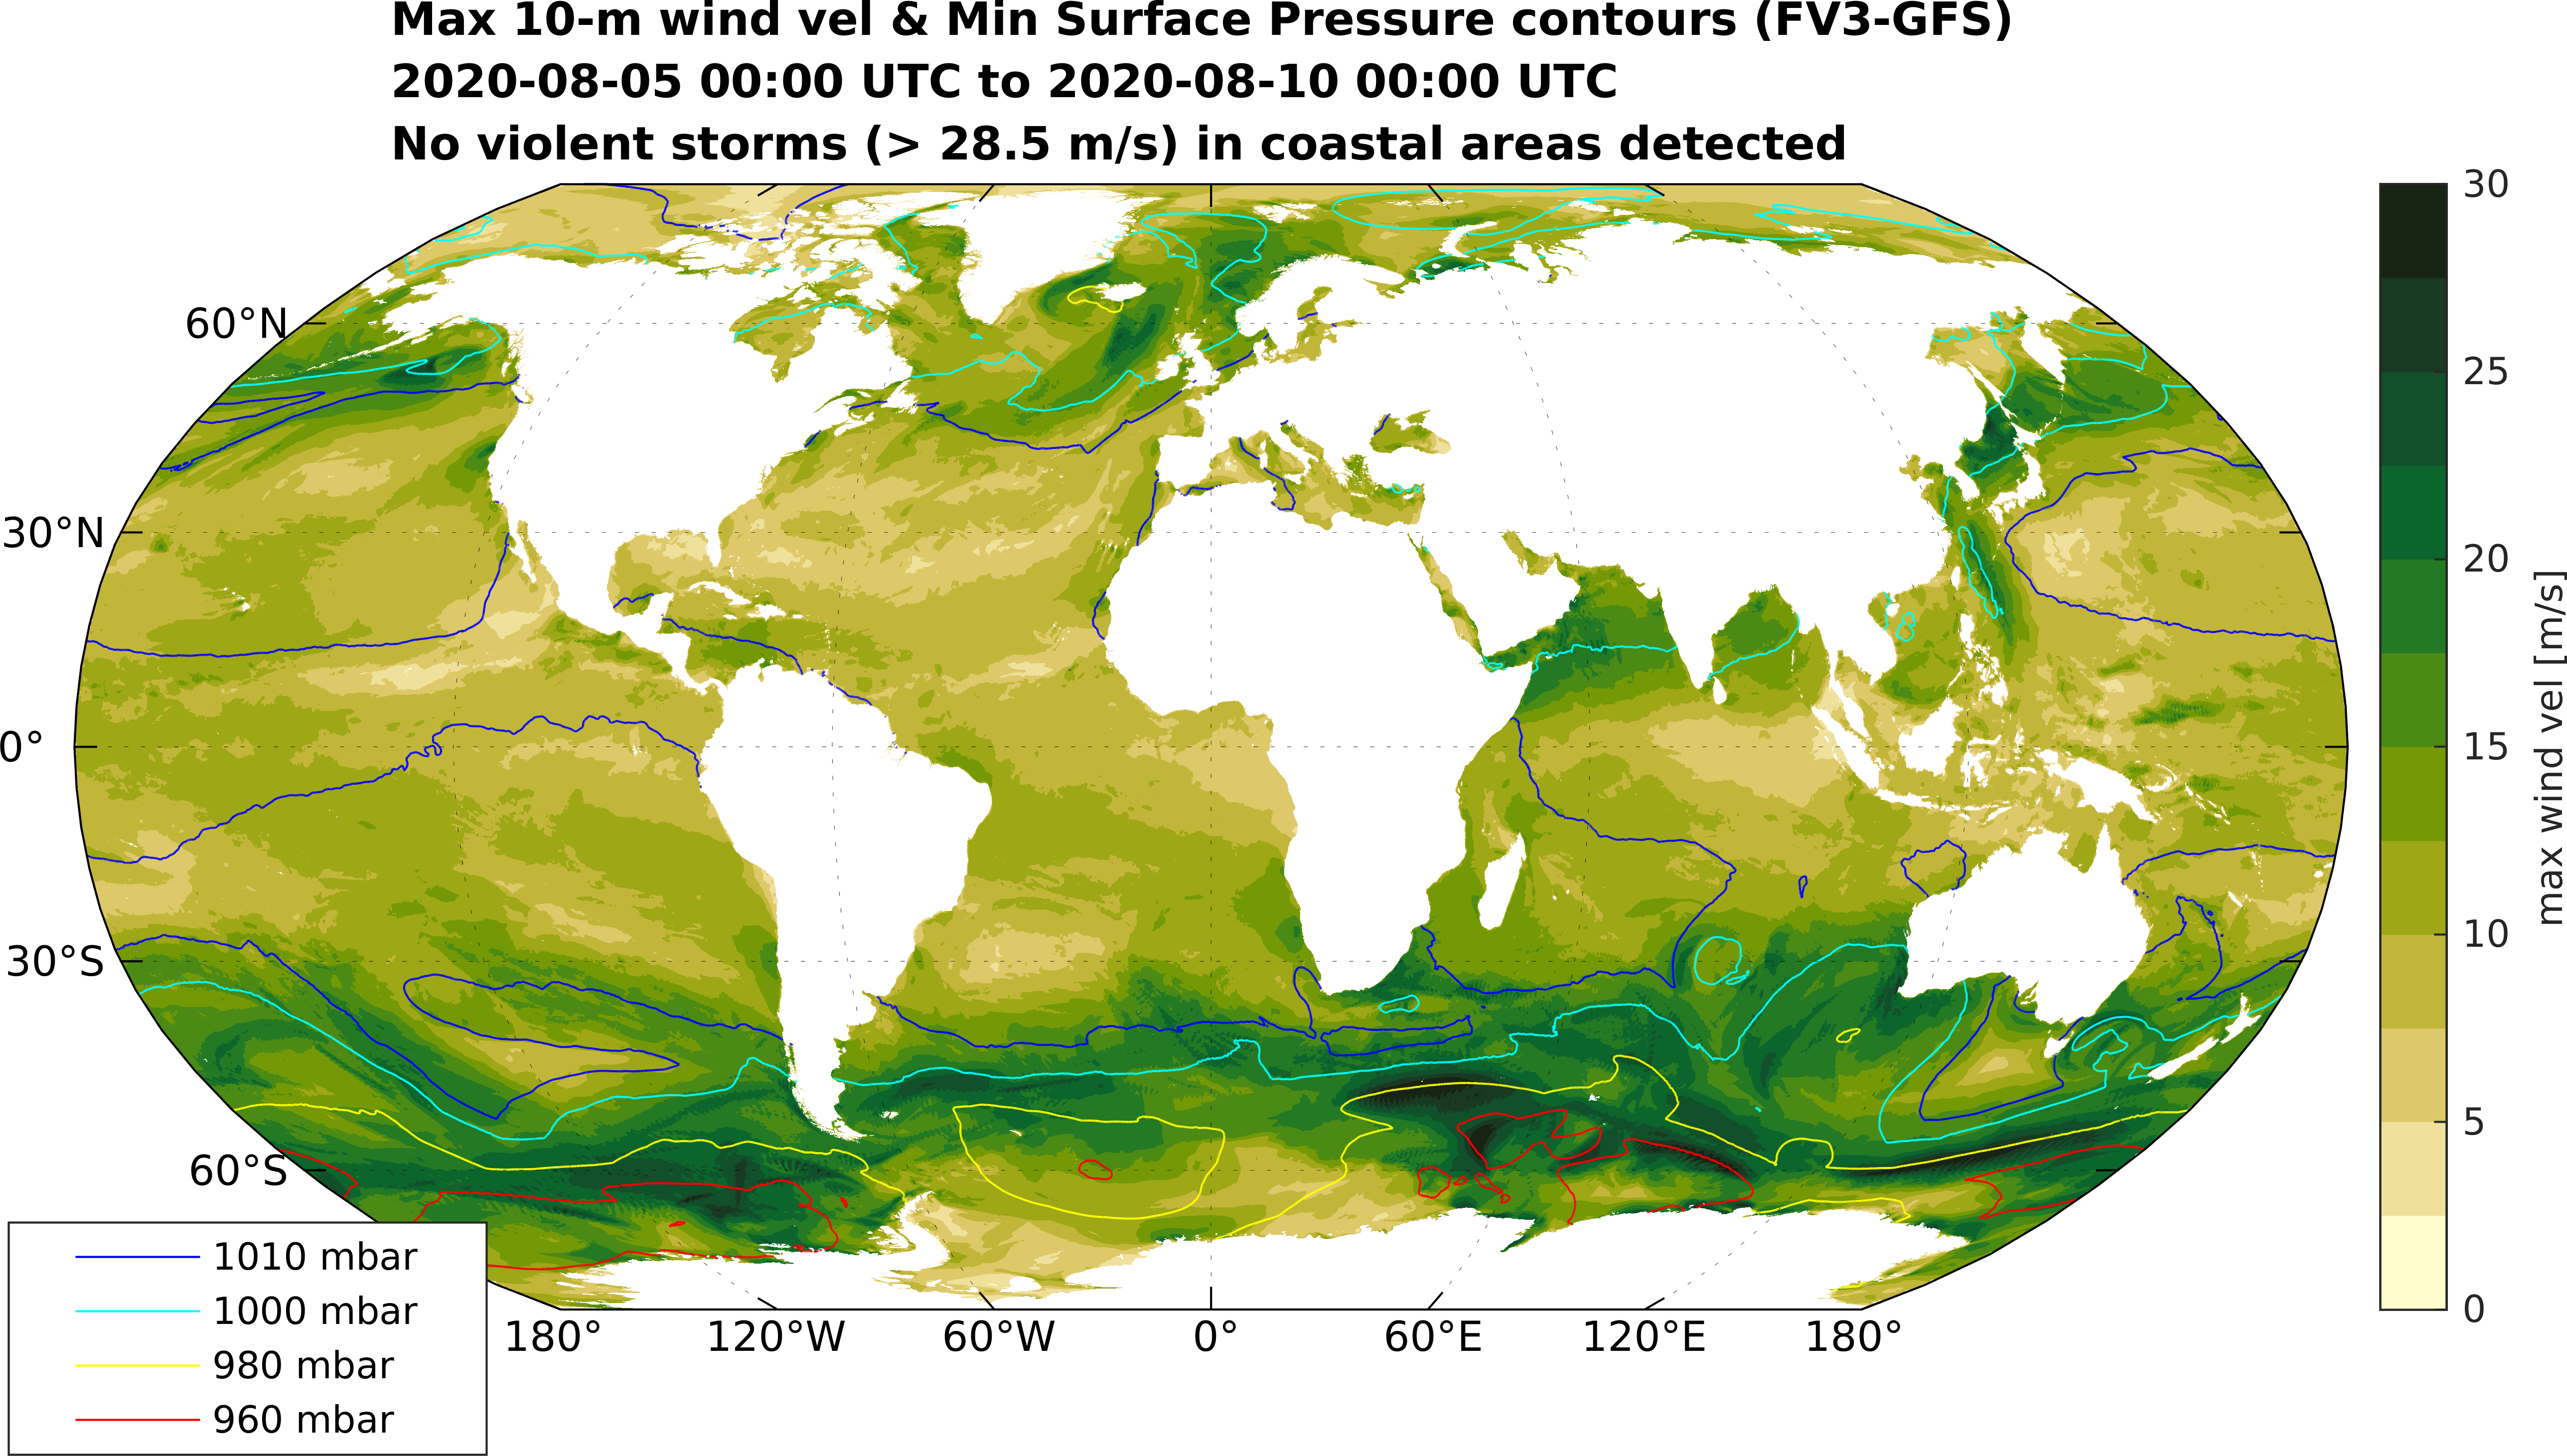 Max 10-m wind vel & Min Surface Pressure contours (FV3-GFS)
2020-08-05 00:00 UTC to 2020-08-10 00:00 UTC
No violent storms (> 28.5 m/s) in coastal areas detected
60°N
30°N
0°
30°S
60°S
180°
120°W
60°W
0°
60°E
120°E
180°
1010 mbar
1000 mbar
980 mbar
960 mbar
30
25
20
15
10
5
0
max wind vel [m/s]